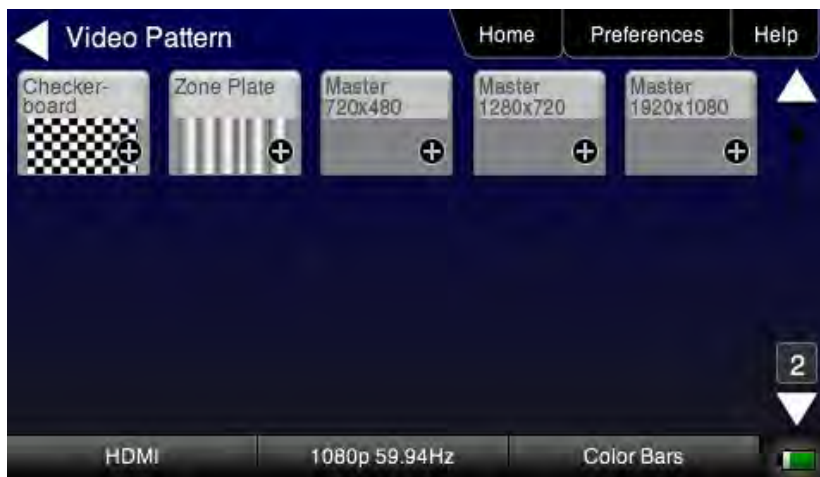 Video Pattern
Home
Preferences
Help
Checker-
board
Zone Plate
Master
720x480
Master
1280x720
Master
1920x1080
2
HDMI
1080p 59.94Hz
Color Bars